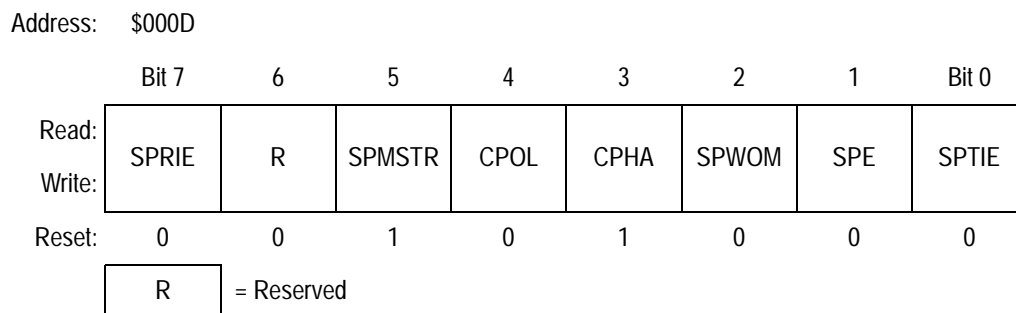 Address: $000D
Bit 7 6 5 4 3 2 1 Bit 0
Read:
SPRIE R SPMSTR CPOL CPHA SPWOM SPE SPTIE
Write:
Reset: 0 0 1 0 1 0 0 0
R = Reserved